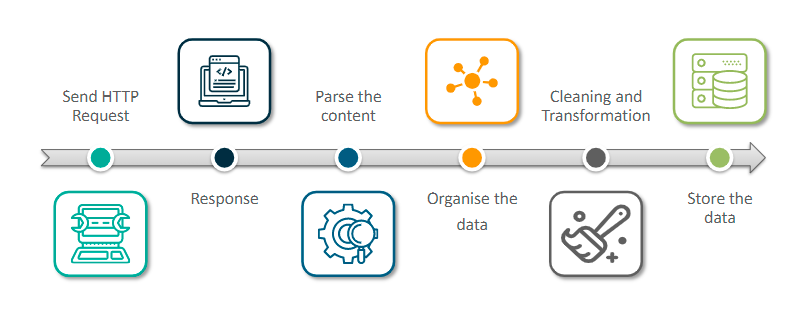 Send HTTP
Request
Response
Parse the
content
Organise the
data
Cleaning and
Transformation
Store the
data